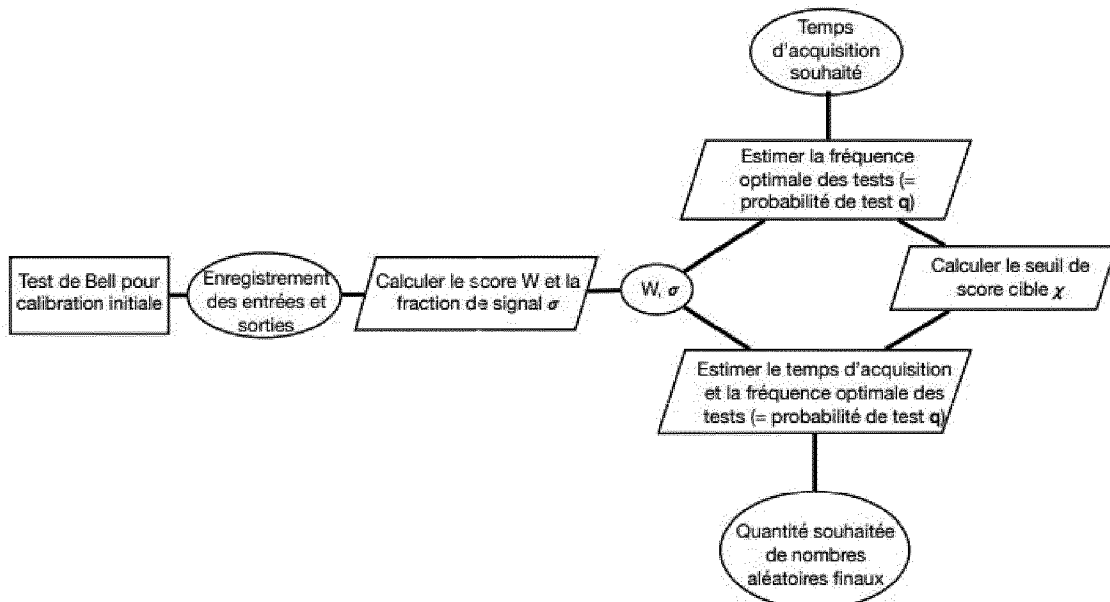 Temps
d'acquisition
souhaité
Estimer la fréquence
optimale des tests (=
probabilité de test q)
Test de Bell pour
calibration initiale
Enregistrement
des entrées et
sorties
Calculer le score W et la
fraction de signal σ
W, σ
Calculer le seuil de
score cible χ
Estimer le temps d'acquisition
et la fréquence optimale des
tests (= probabilité de test q)
Quantité souhaitée
de nombres
aléatoires finaux